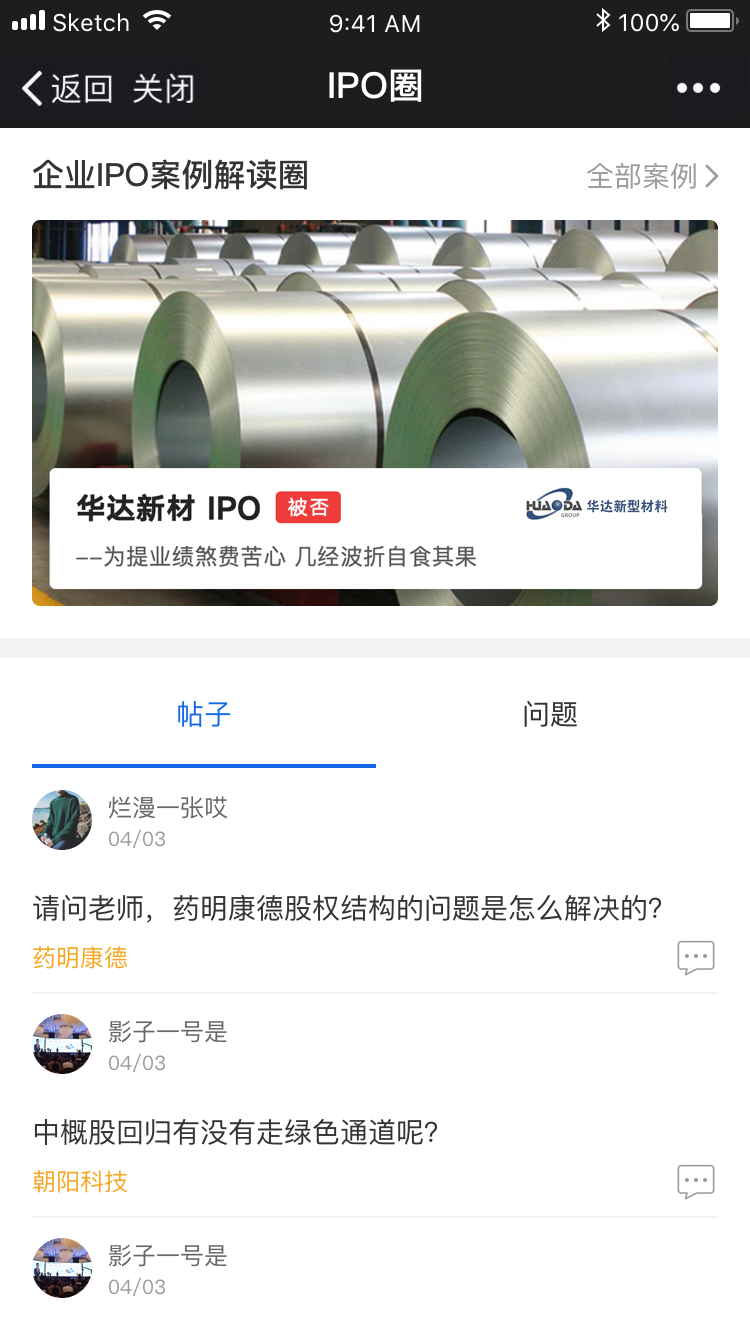 Sketch 9:41 AM 100%
返回 关闭 IPO圈
企业IPO案例解读圈 全部案例
华达新材 IPO 被否 HUAODA GROUP 华达新型材料
––为提业绩煞费苦心 几经波折自食其果
帖子 问题
烂漫一张哎
04/03
请问老师，药明康德股权结构的问题是怎么解决的?
药明康德
影子一号是
04/03
中概股回归有没有走绿色通道呢?
朝阳科技
影子一号是
04/03